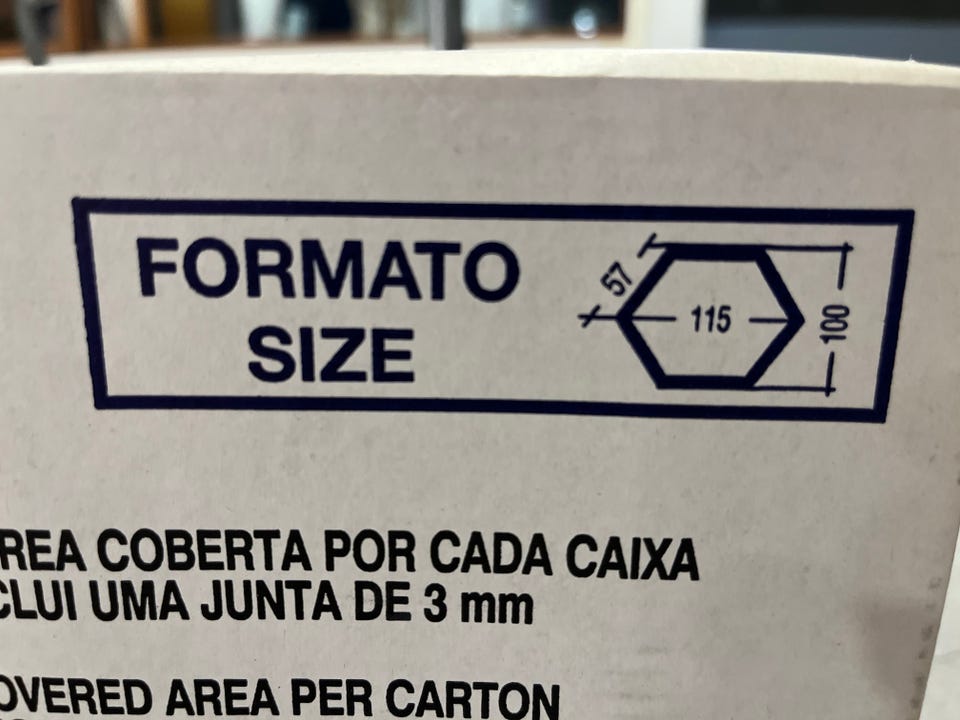 FORMATO
SIZE
57
115
100
REA COBERTA POR CADA CAIXA
CLUI UMA JUNTA DE 3 mm
OVERED AREA PER CARTON